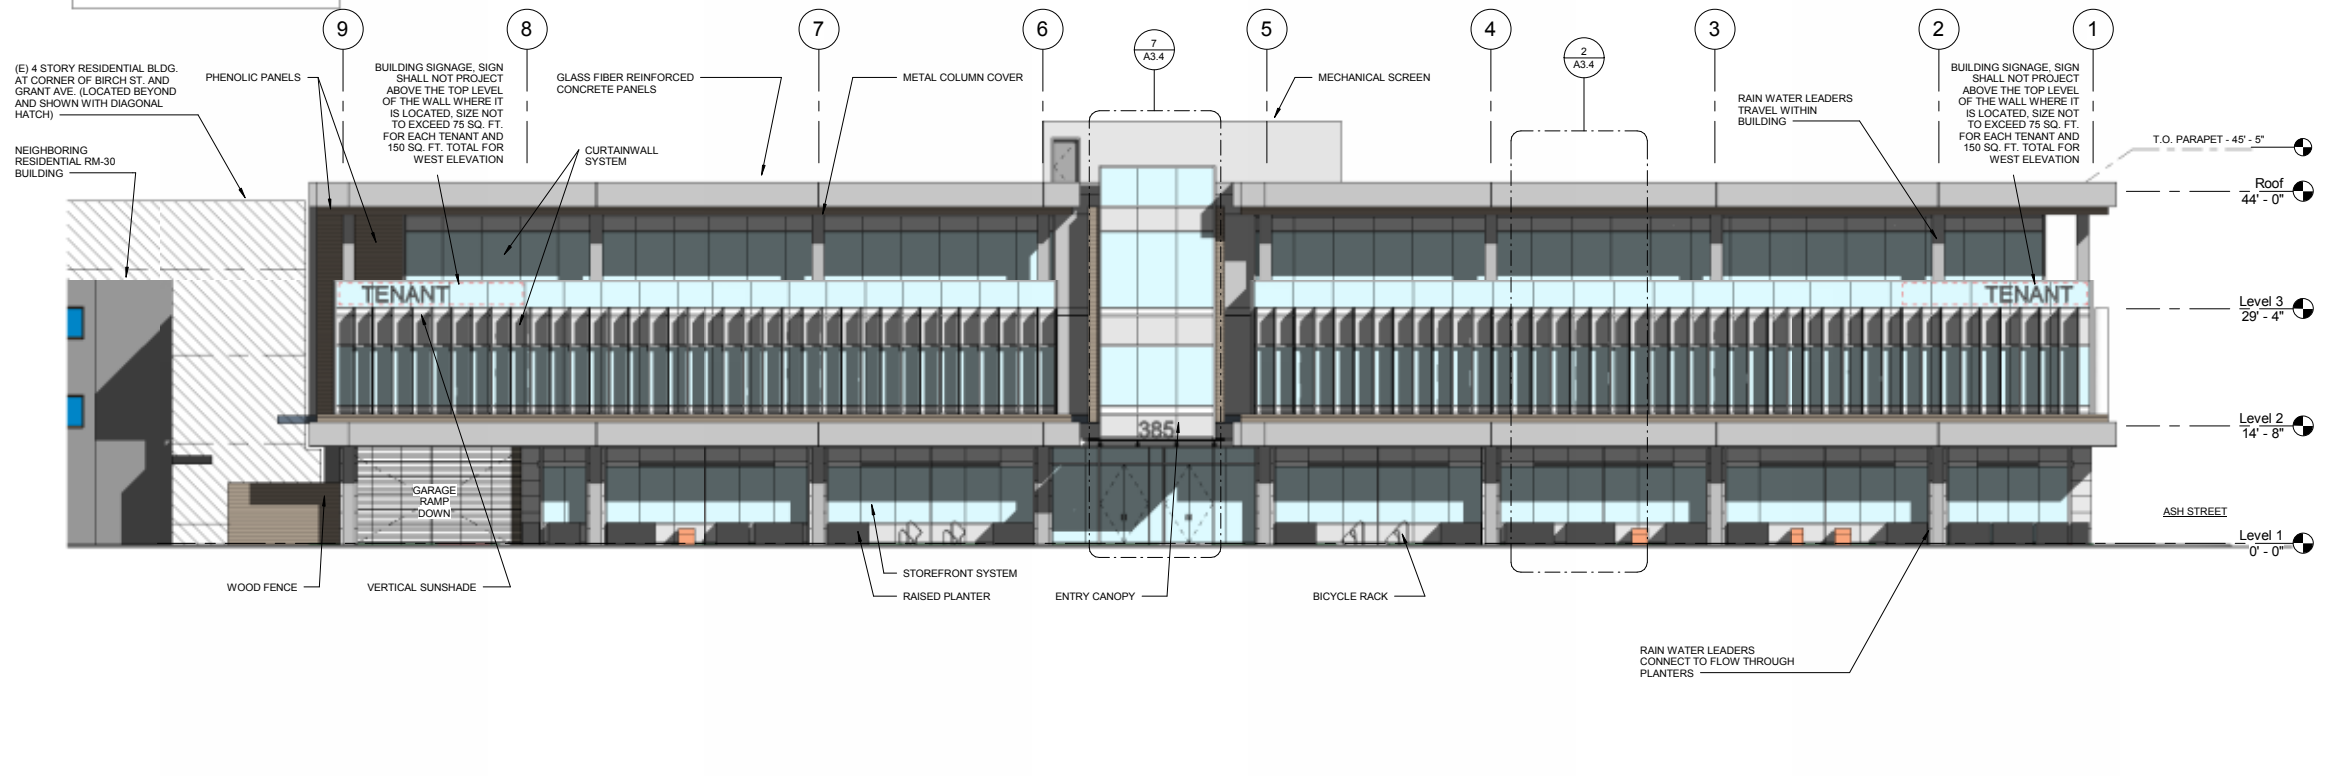 9
8
7
6
7
A3.4
5
4
2
A3.4
3
2
1
(E) 4 STORY RESIDENTIAL BLDG.
AT CORNER OF BIRCH ST. AND
GRANT AVE. (LOCATED BEYOND
AND SHOWN WITH DIAGONAL
HATCH)
PHENOLIC PANELS
BUILDING SIGNAGE, SIGN
SHALL NOT PROJECT
ABOVE THE TOP LEVEL
OF THE WALL WHERE IT
IS LOCATED, SIZE NOT
TO EXCEED 75 SQ. FT.
FOR EACH TENANT AND
150 SQ. FT. TOTAL FOR
WEST ELEVATION
GLASS FIBER REINFORCED
CONCRETE PANELS
METAL COLUMN COVER
MECHANICAL SCREEN
RAIN WATER LEADERS
TRAVEL WITHIN
BUILDING
BUILDING SIGNAGE, SIGN
SHALL NOT PROJECT
ABOVE THE TOP LEVEL
OF THE WALL WHERE IT
IS LOCATED, SIZE NOT
TO EXCEED 75 SQ. FT.
FOR EACH TENANT AND
150 SQ. FT. TOTAL FOR
WEST ELEVATION
T.O. PARAPET - 45' - 5"
NEIGHBORING
RESIDENTIAL RM-30
BUILDING
CURTAINWALL
SYSTEM
Roof
44' - 0"
TENANT
TENANT
Level 3
29' - 4"
385
Level 2
14' - 8"
GARAGE
RAMP
DOWN
ASH STREET
Level 1
0' - 0"
WOOD FENCE
VERTICAL SUNSHADE
STOREFRONT SYSTEM
RAISED PLANTER
ENTRY CANOPY
BICYCLE RACK
RAIN WATER LEADERS
CONNECT TO FLOW THROUGH
PLANTERS